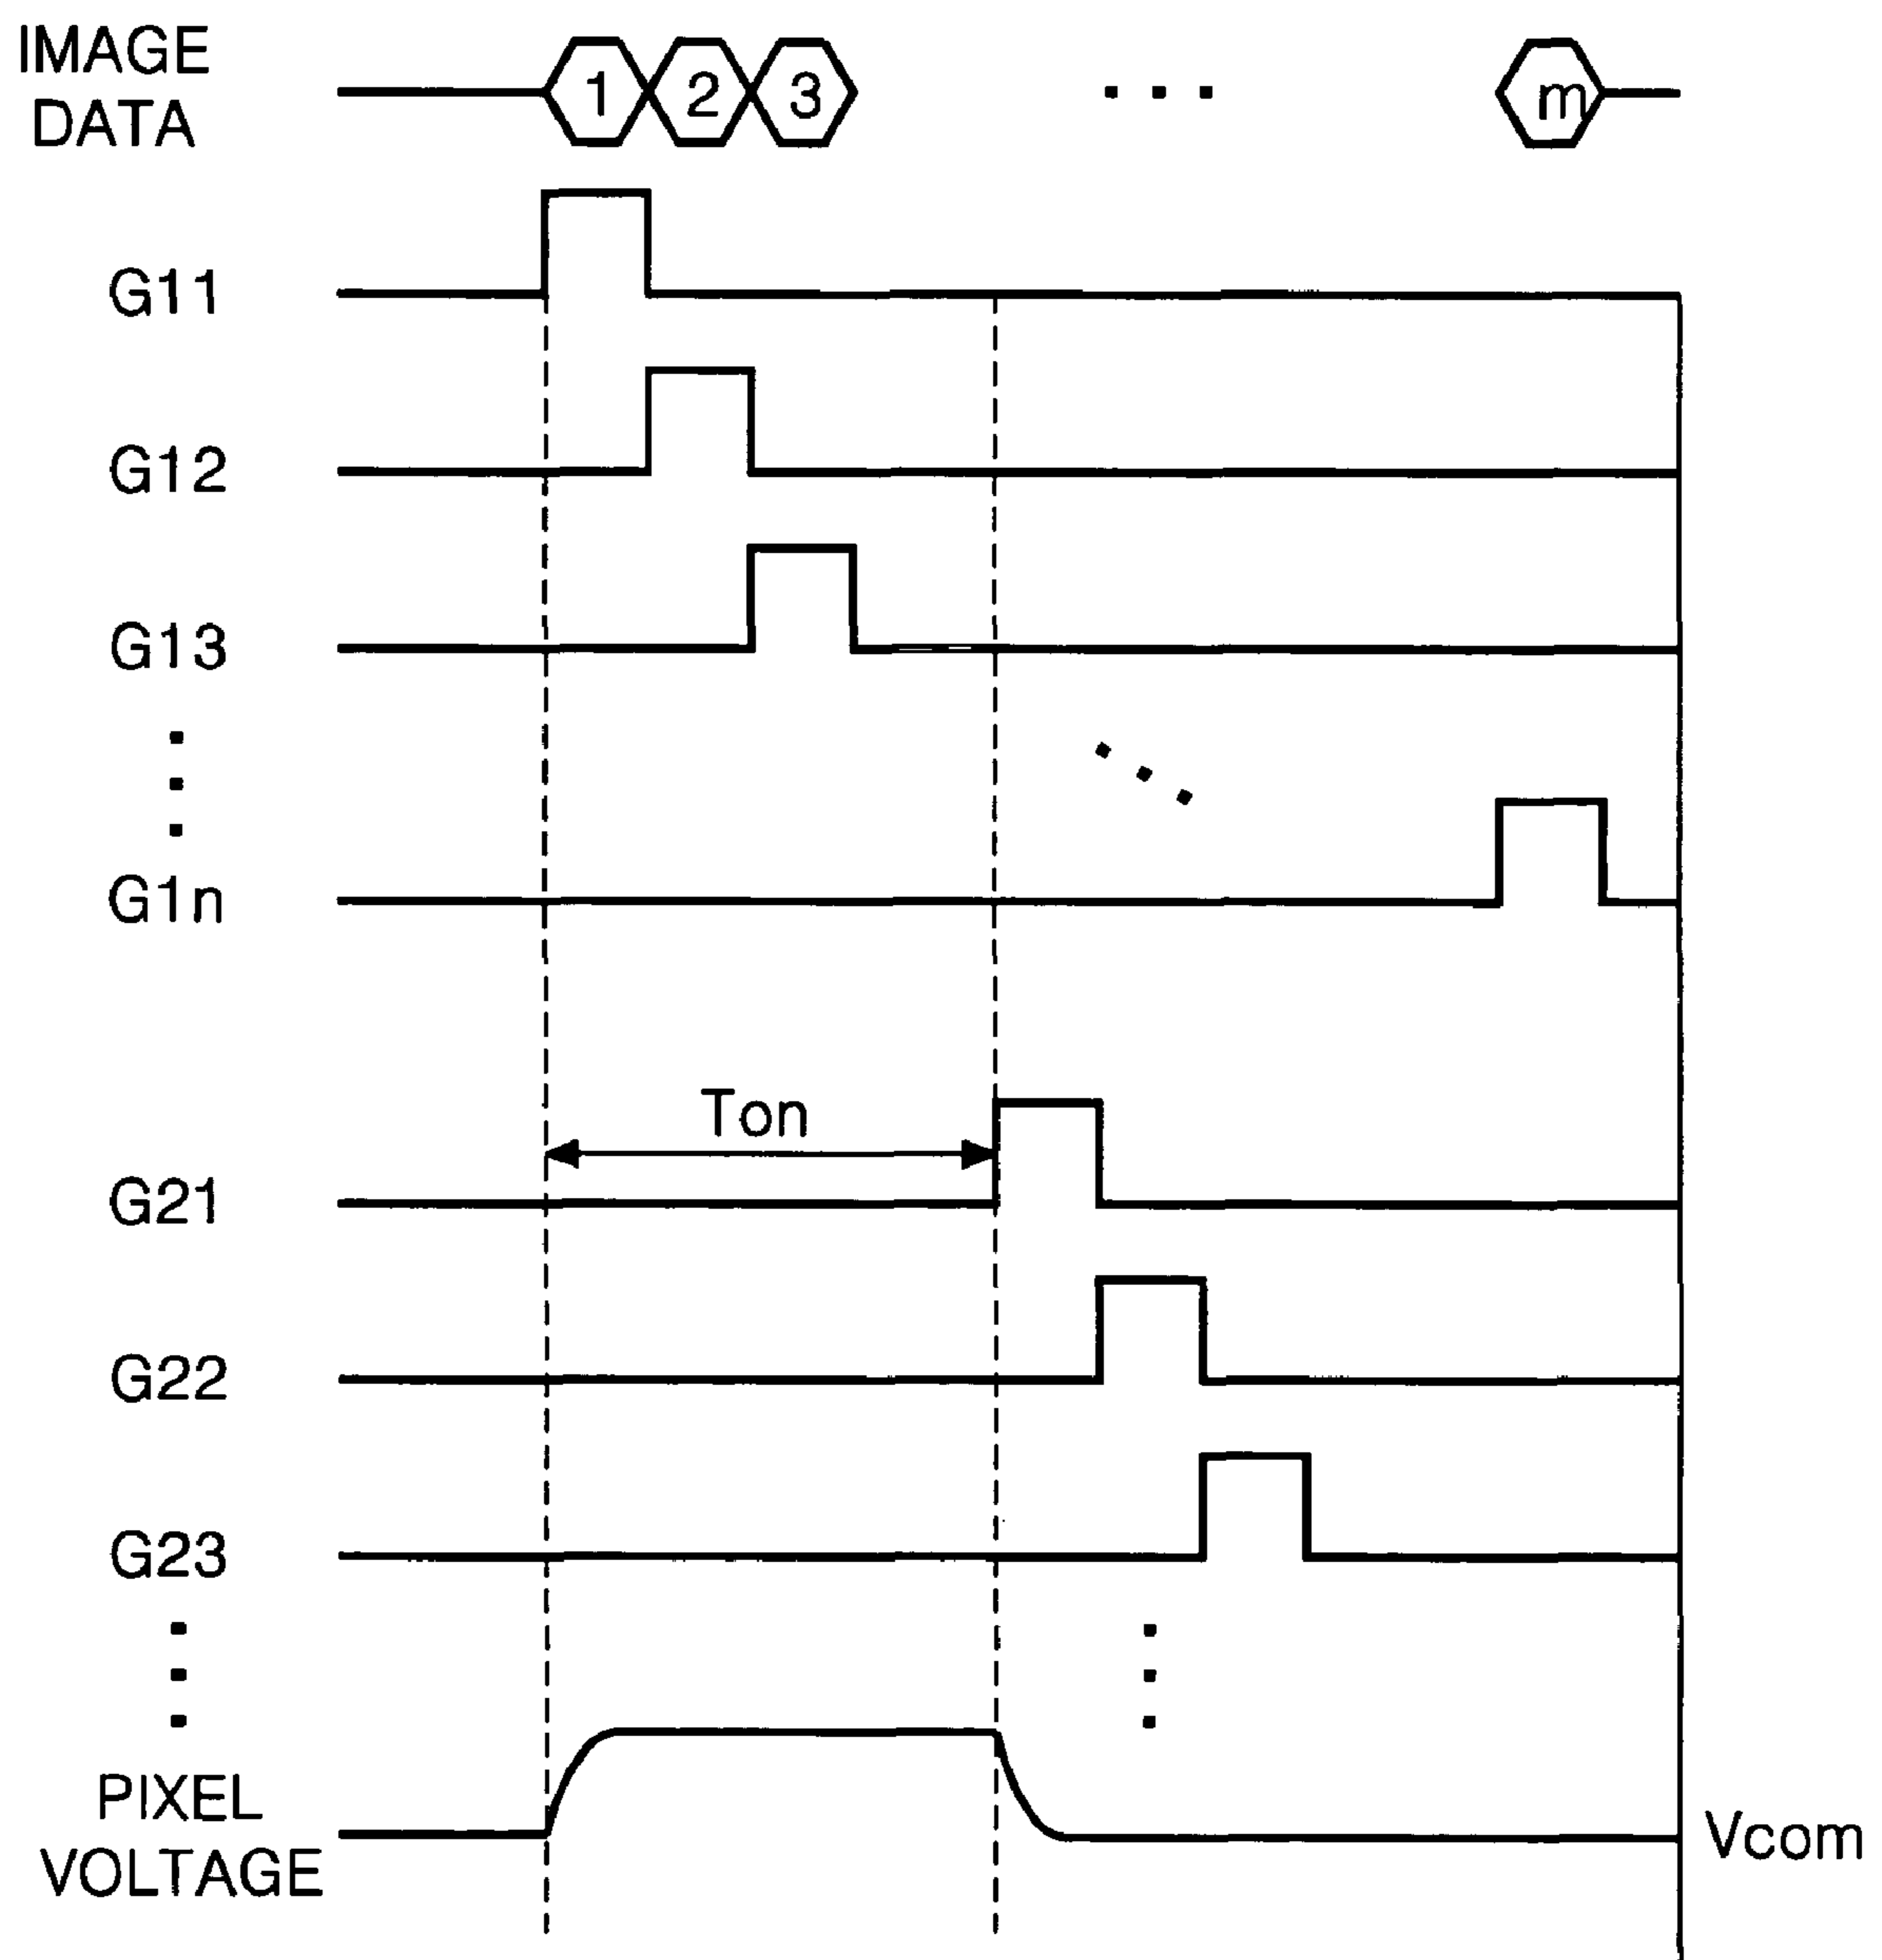 IMAGE
DATA
1 2 3 ... m
G11
G12
G13
G1n
Ton
G21
G22
G23
PIXEL
VOLTAGE
Vcom